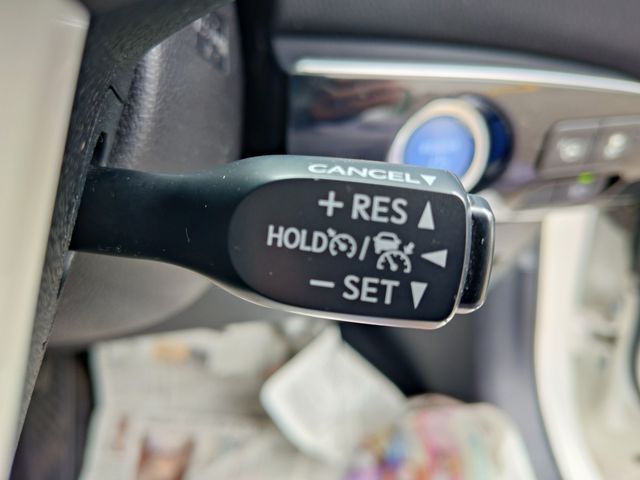 CANCEL▼
+ RES ▲
HOLD / ◀
− SET ▼